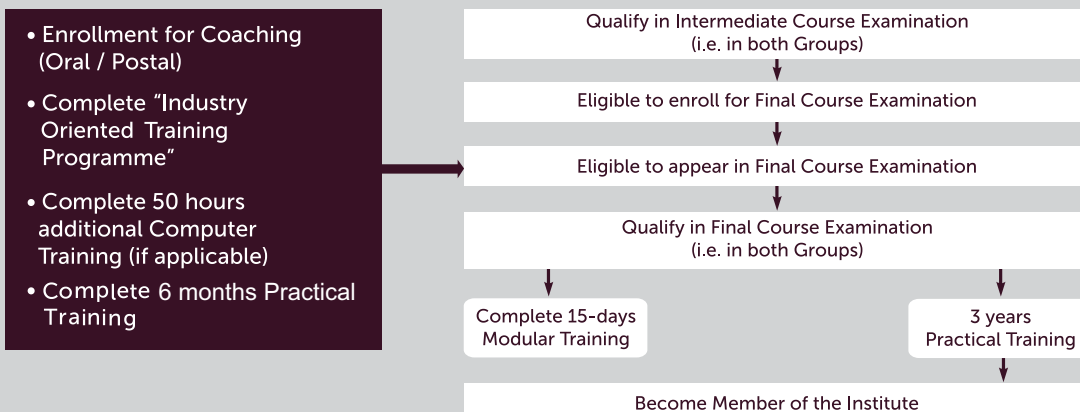 • Enrollment for Coaching
(Oral / Postal)
• Complete “Industry
Oriented Training
Programme”
• Complete 50 hours
additional Computer
Training (if applicable)
• Complete 6 months Practical
Training
Qualify in Intermediate Course Examination
(i.e. in both Groups)
Eligible to enroll for Final Course Examination
Eligible to appear in Final Course Examination
Qualify in Final Course Examination
(i.e. in both Groups)
Complete 15-days
Modular Training
3 years
Practical Training
Become Member of the Institute